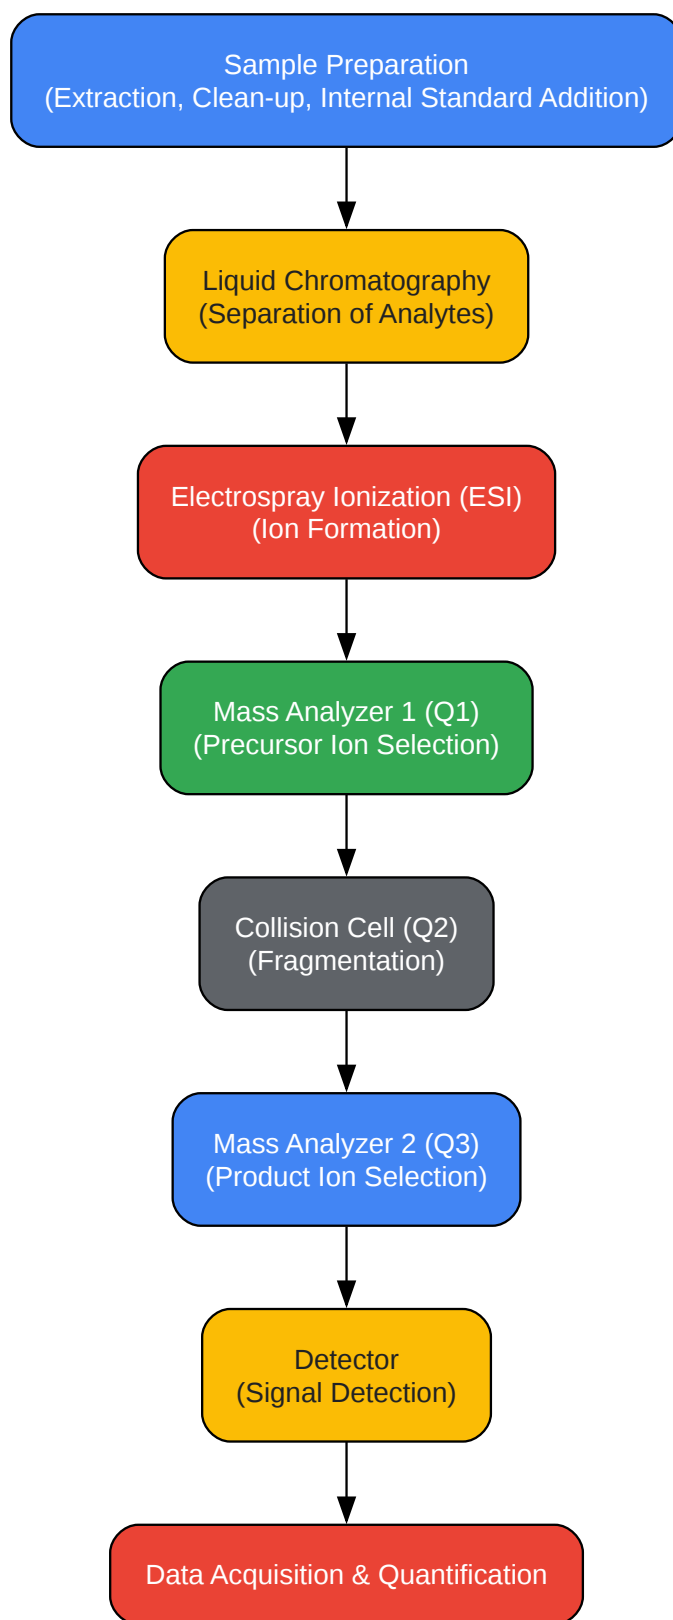 Sample Preparation
(Extraction, Clean-up, Internal Standard Addition)
Liquid Chromatography
(Separation of Analytes)
Electrospray Ionization (ESI)
(Ion Formation)
Mass Analyzer 1 (Q1)
(Precursor Ion Selection)
Collision Cell (Q2)
(Fragmentation)
Mass Analyzer 2 (Q3)
(Product Ion Selection)
Detector
(Signal Detection)
Data Acquisition & Quantification